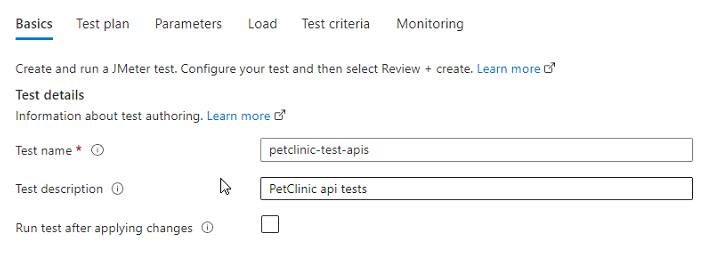 Basics Test plan Parameters Load Test criteria Monitoring
Create and run a JMeter test. Configure your test and then select Review + create. Learn more
Test details
Information about test authoring. Learn more
Test name * petclinic-test-apis
Test description PetClinic api tests
Run test after applying changes